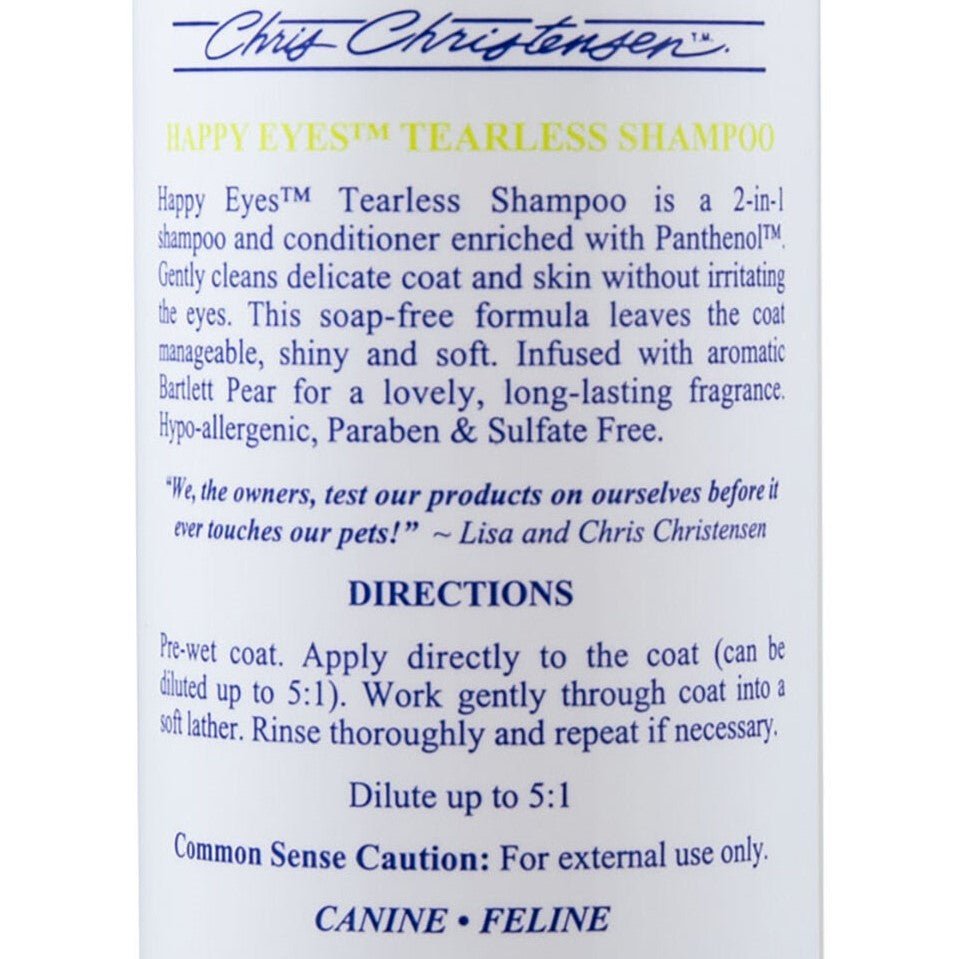 Chris Christensen™.
HAPPY EYES™ TEARLESS SHAMPOO
Happy Eyes™ Tearless Shampoo is a 2-in-1
shampoo and conditioner enriched with Panthenol™.
Gently cleans delicate coat and skin without irritating
the eyes. This soap-free formula leaves the coat
manageable, shiny and soft. Infused with aromatic
Bartlett Pear for a lovely, long-lasting fragrance.
Hypo-allergenic, Paraben & Sulfate Free.
“We, the owners, test our products on ourselves before it
ever touches our pets!” ~ Lisa and Chris Christensen
DIRECTIONS
Pre-wet coat. Apply directly to the coat (can be
diluted up to 5:1). Work gently through coat into a
soft lather. Rinse thoroughly and repeat if necessary.
Dilute up to 5:1
Common Sense Caution: For external use only.
CANINE • FELINE